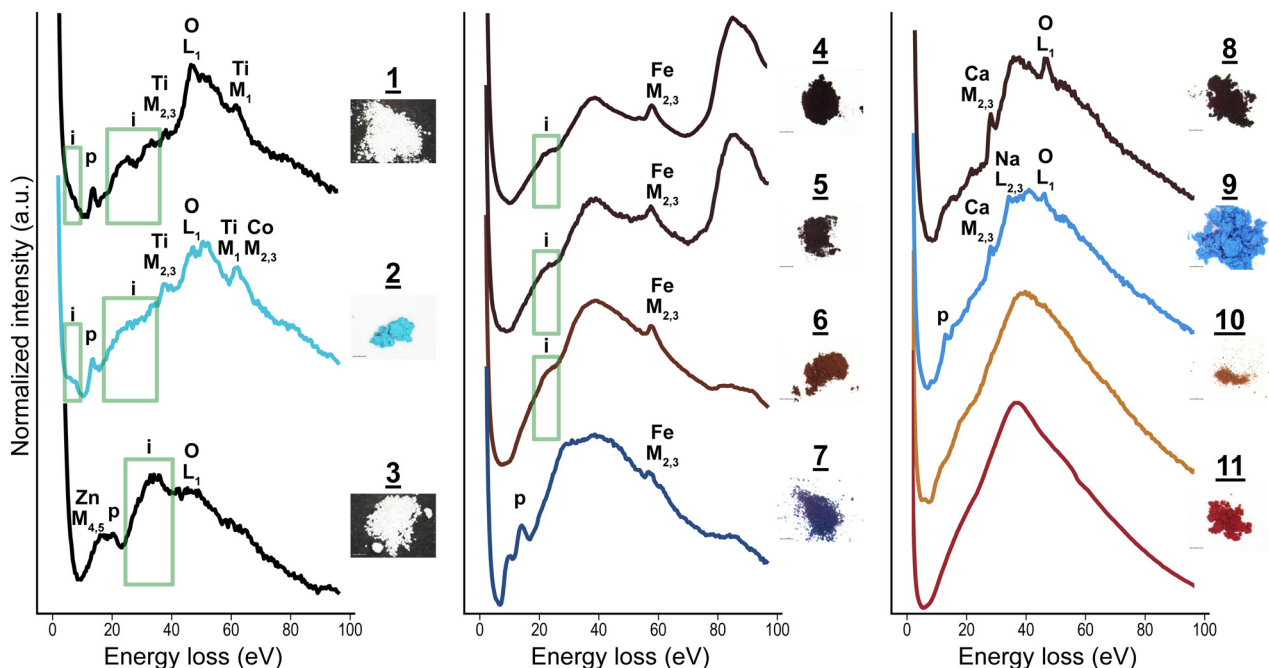 Normalized intensity (a.u.)
O
L1
Ti
M2,3
Ti
M1
i
i
p
1
O
L1
Ti
M2,3
Ti Co
M1 M2,3
i
i
p
2
i
O
L1
Zn
M4,5
p
3
0 20 40 60 80 100
Energy loss (eV)
4
Fe
M2,3
i
5
Fe
M2,3
i
6
Fe
M2,3
i
7
Fe
M2,3
p
0 20 40 60 80 100
Energy loss (eV)
8
O
L1
Ca
M2,3
9
Na O
L2,3 L1
Ca
M2,3
p
10
11
0 20 40 60 80 100
Energy loss (eV)